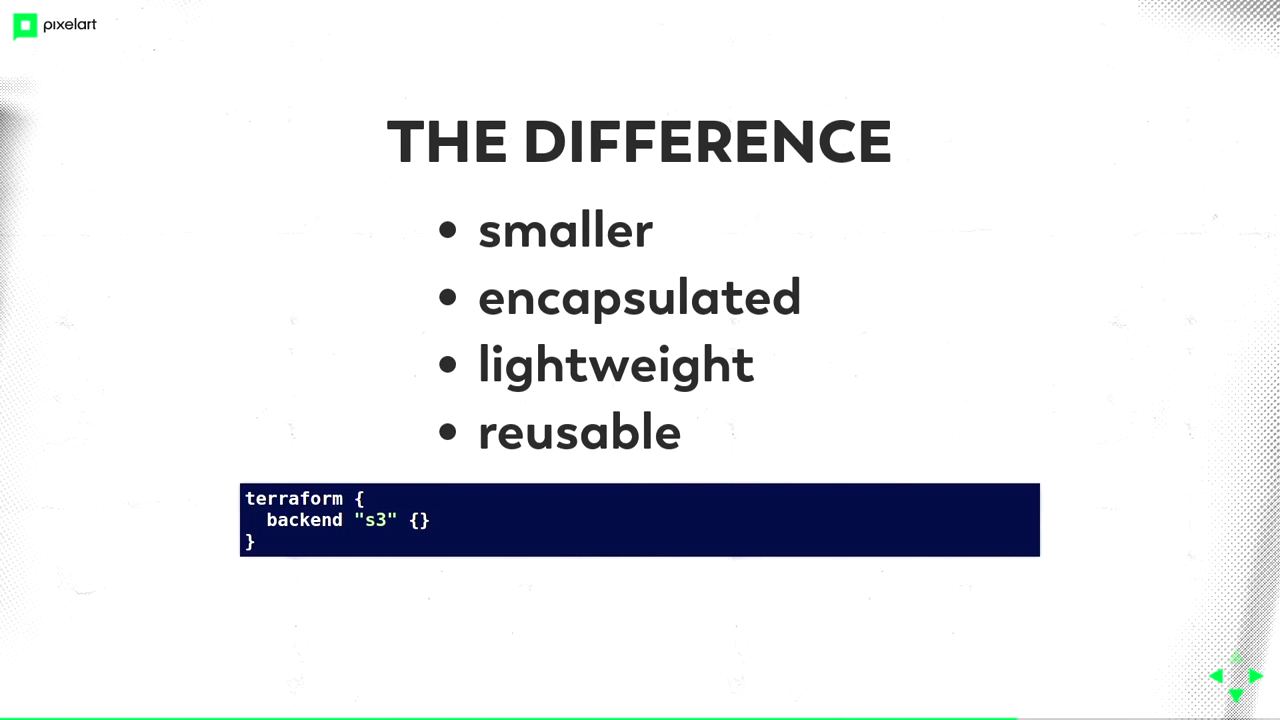 pixelart
THE DIFFERENCE
smaller
encapsulated
lightweight
reusable
terraform {
  backend "s3" {}
}